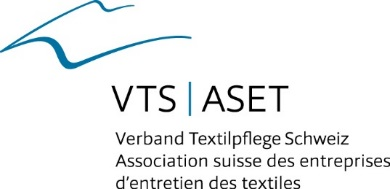 VTS | ASET
Verband Textilpflege Schweiz
Association suisse des entreprises
d'entretien des textiles